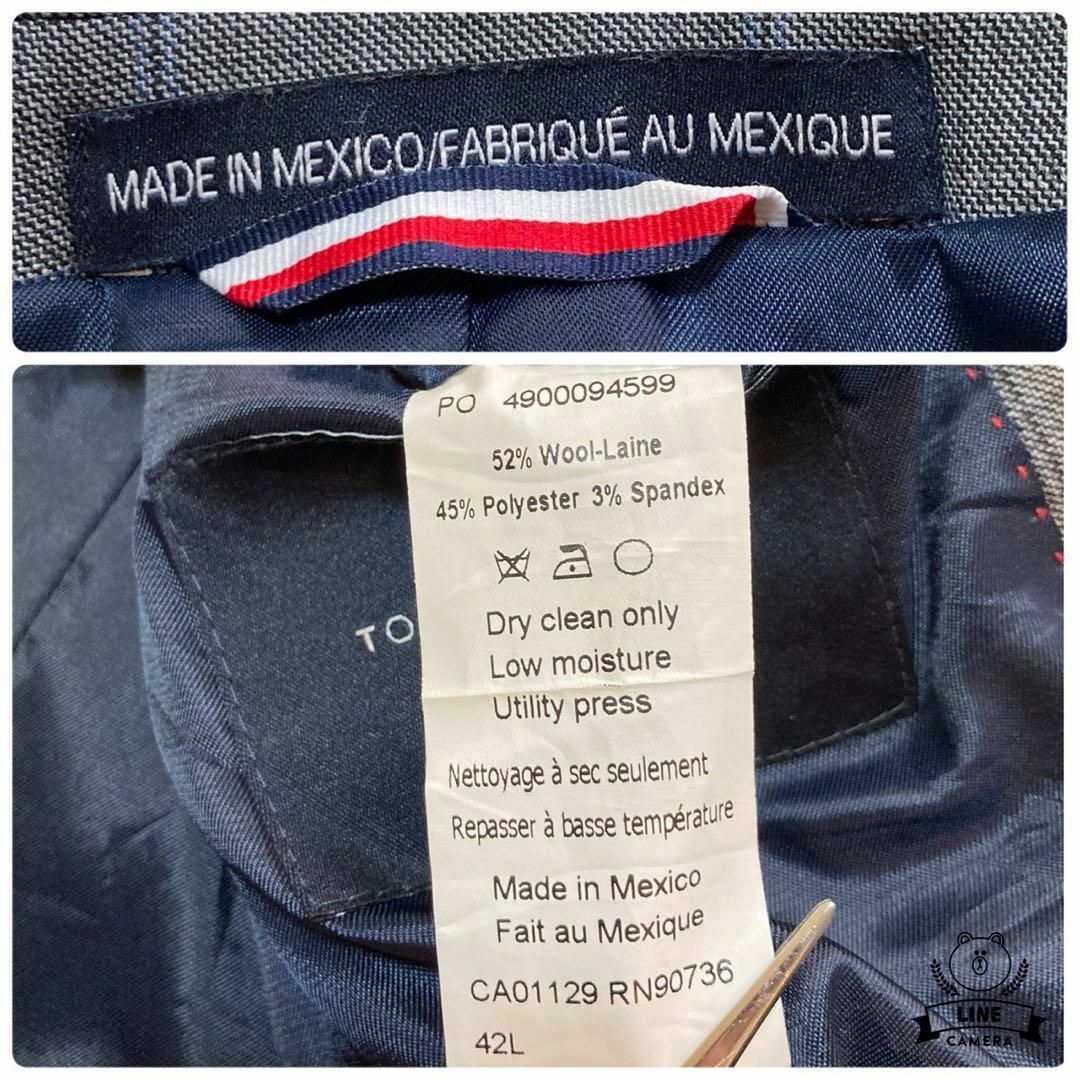 MADE IN MEXICO/FABRIQUÉ AU MEXIQUE
PO 4900094599
52% Wool-Laine
45% Polyester 3% Spandex
TO
Dry clean only
Low moisture
Utility press
Nettoyage à sec seulement
Repasser à basse température
Made in Mexico
Fait au Mexique
CA01129 RN90736
42L
LINE
CAMERA